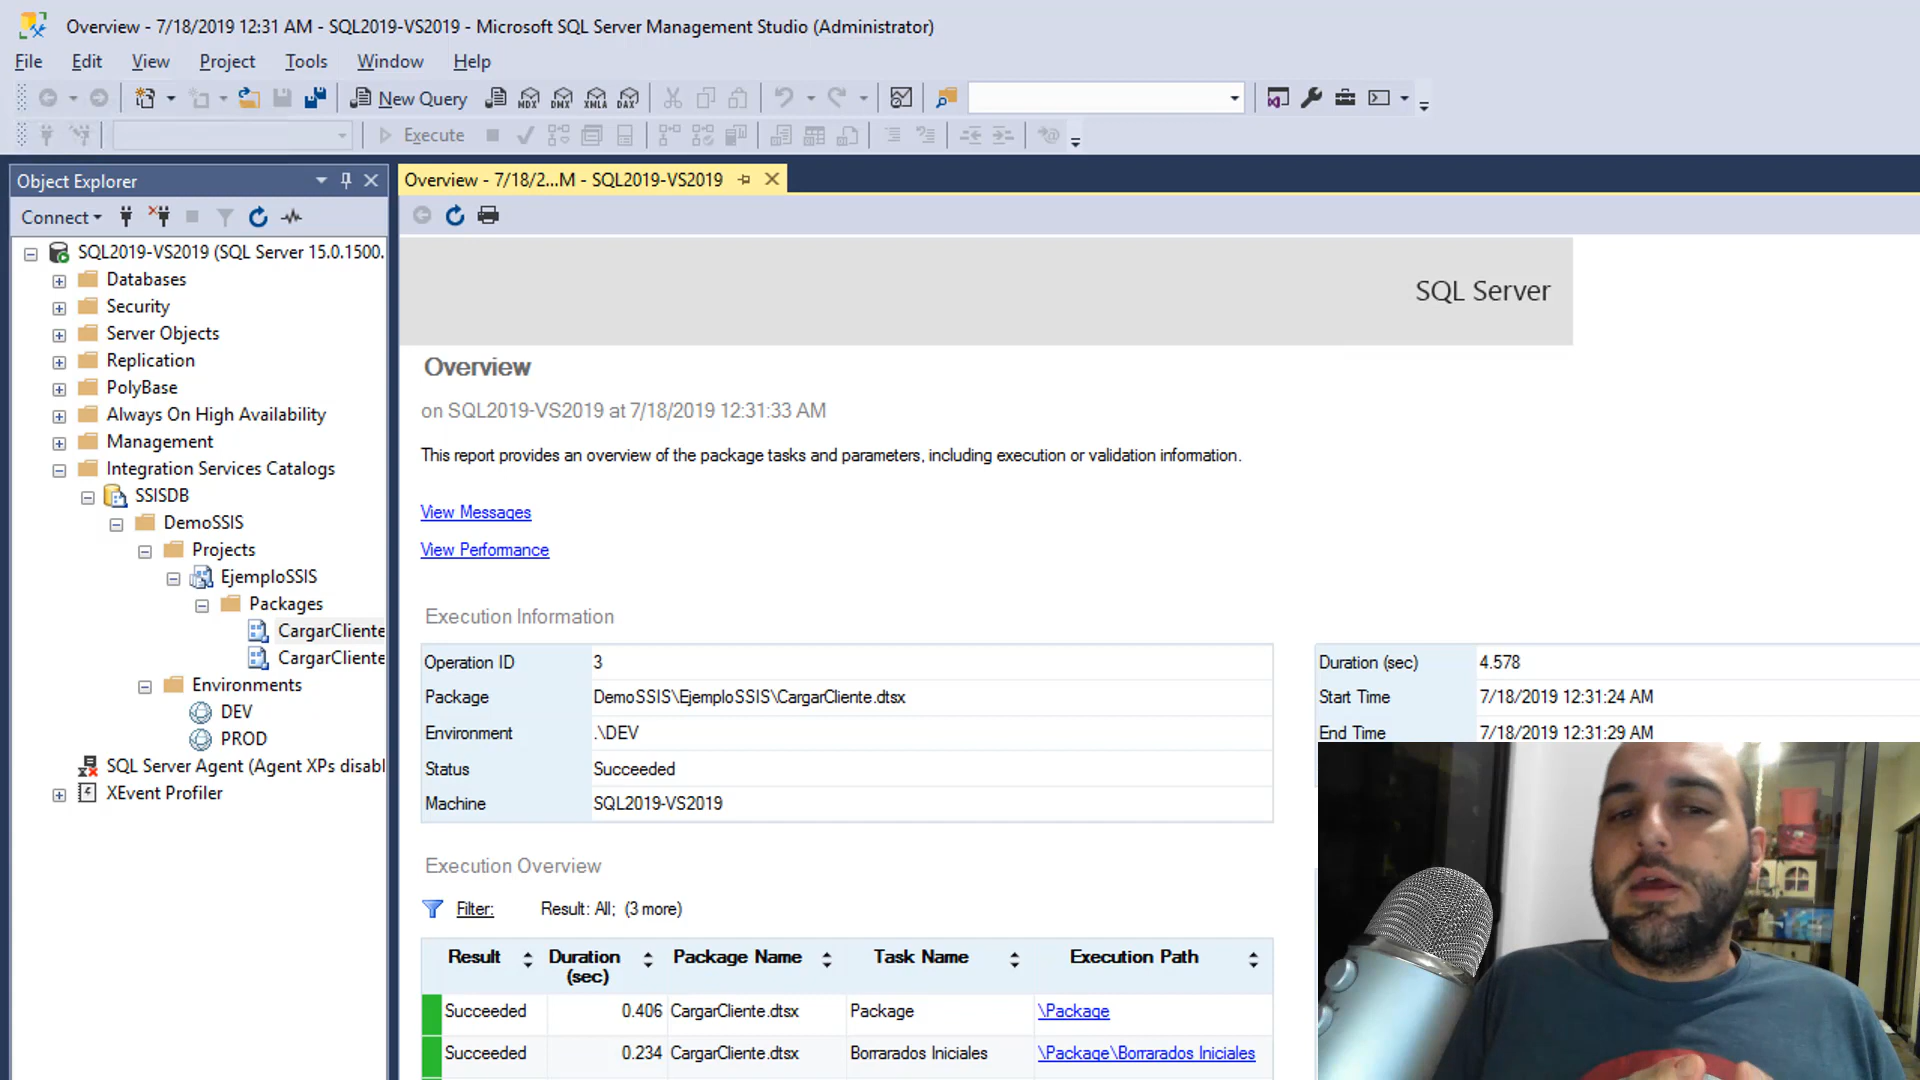 Overview - 7/18/2019 12:31 AM - SQL2019-VS2019 - Microsoft SQL Server Management Studio (Administrator)
File Edit View Project Tools Window Help
New Query MDX DMX XMLA DAX
Execute
Object Explorer
Overview - 7/18/2...M - SQL2019-VS2019
Connect
SQL2019-VS2019 (SQL Server 15.0.1500.
Databases
Security
Server Objects
Replication
PolyBase
Always On High Availability
Management
Integration Services Catalogs
SSISDB
DemoSSIS
Projects
EjemploSSIS
Packages
CargarCliente
CargarCliente
Environments
DEV
PROD
SQL Server Agent (Agent XPs disabl
XEvent Profiler
SQL Server
Overview
on SQL2019-VS2019 at 7/18/2019 12:31:33 AM
This report provides an overview of the package tasks and parameters, including execution or validation information.
View Messages
View Performance
Execution Information
Operation ID 3
Package DemoSSIS\EjemploSSIS\CargarCliente.dtsx
Environment .\DEV
Status Succeeded
Machine SQL2019-VS2019
Duration (sec) 4.578
Start Time 7/18/2019 12:31:24 AM
End Time 7/18/2019 12:31:29 AM
Execution Overview
Filter: Result: All; (3 more)
Result Duration (sec) Package Name Task Name Execution Path
Succeeded 0.406 CargarCliente.dtsx Package \Package
Succeeded 0.234 CargarCliente.dtsx Borrarados Iniciales \Package\Borrarados Iniciales